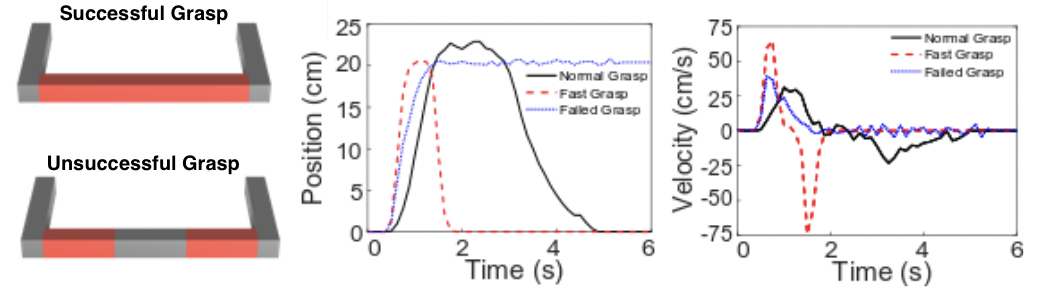 Successful Grasp
Unsuccessful Grasp
Position (cm)
25
20
15
10
5
0
Normal Grasp
Fast Grasp
Failed Grasp
0 2 4 6
Time (s)
Velocity (cm/s)
75
50
25
0
-25
-50
-75
Normal Grasp
Fast Grasp
Failed Grasp
0 2 4 6
Time (s)